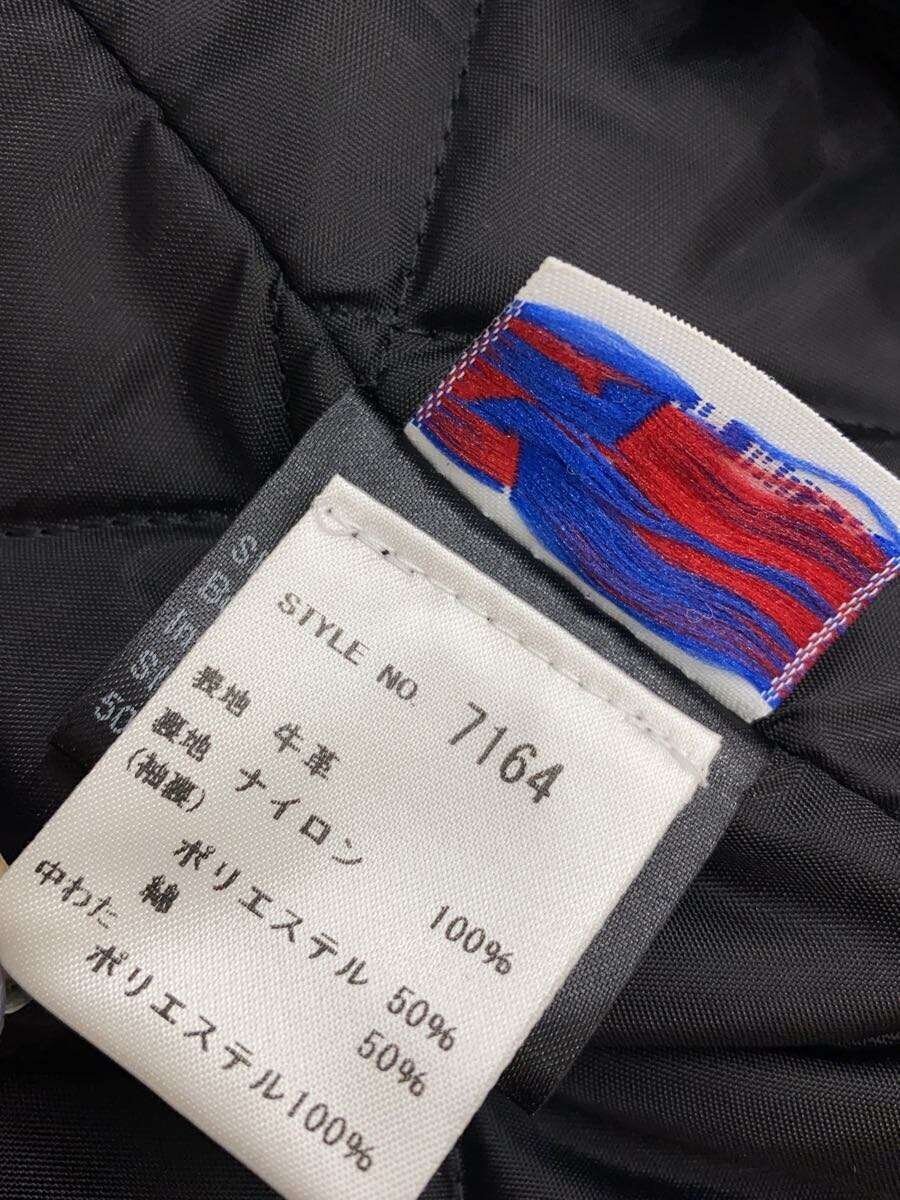 STYLE NO. 7164
表地 牛革
裏地 ナイロン 100%
(袖裏) ポリエステル 50%
綿 50%
中わた ポリエステル100%
50